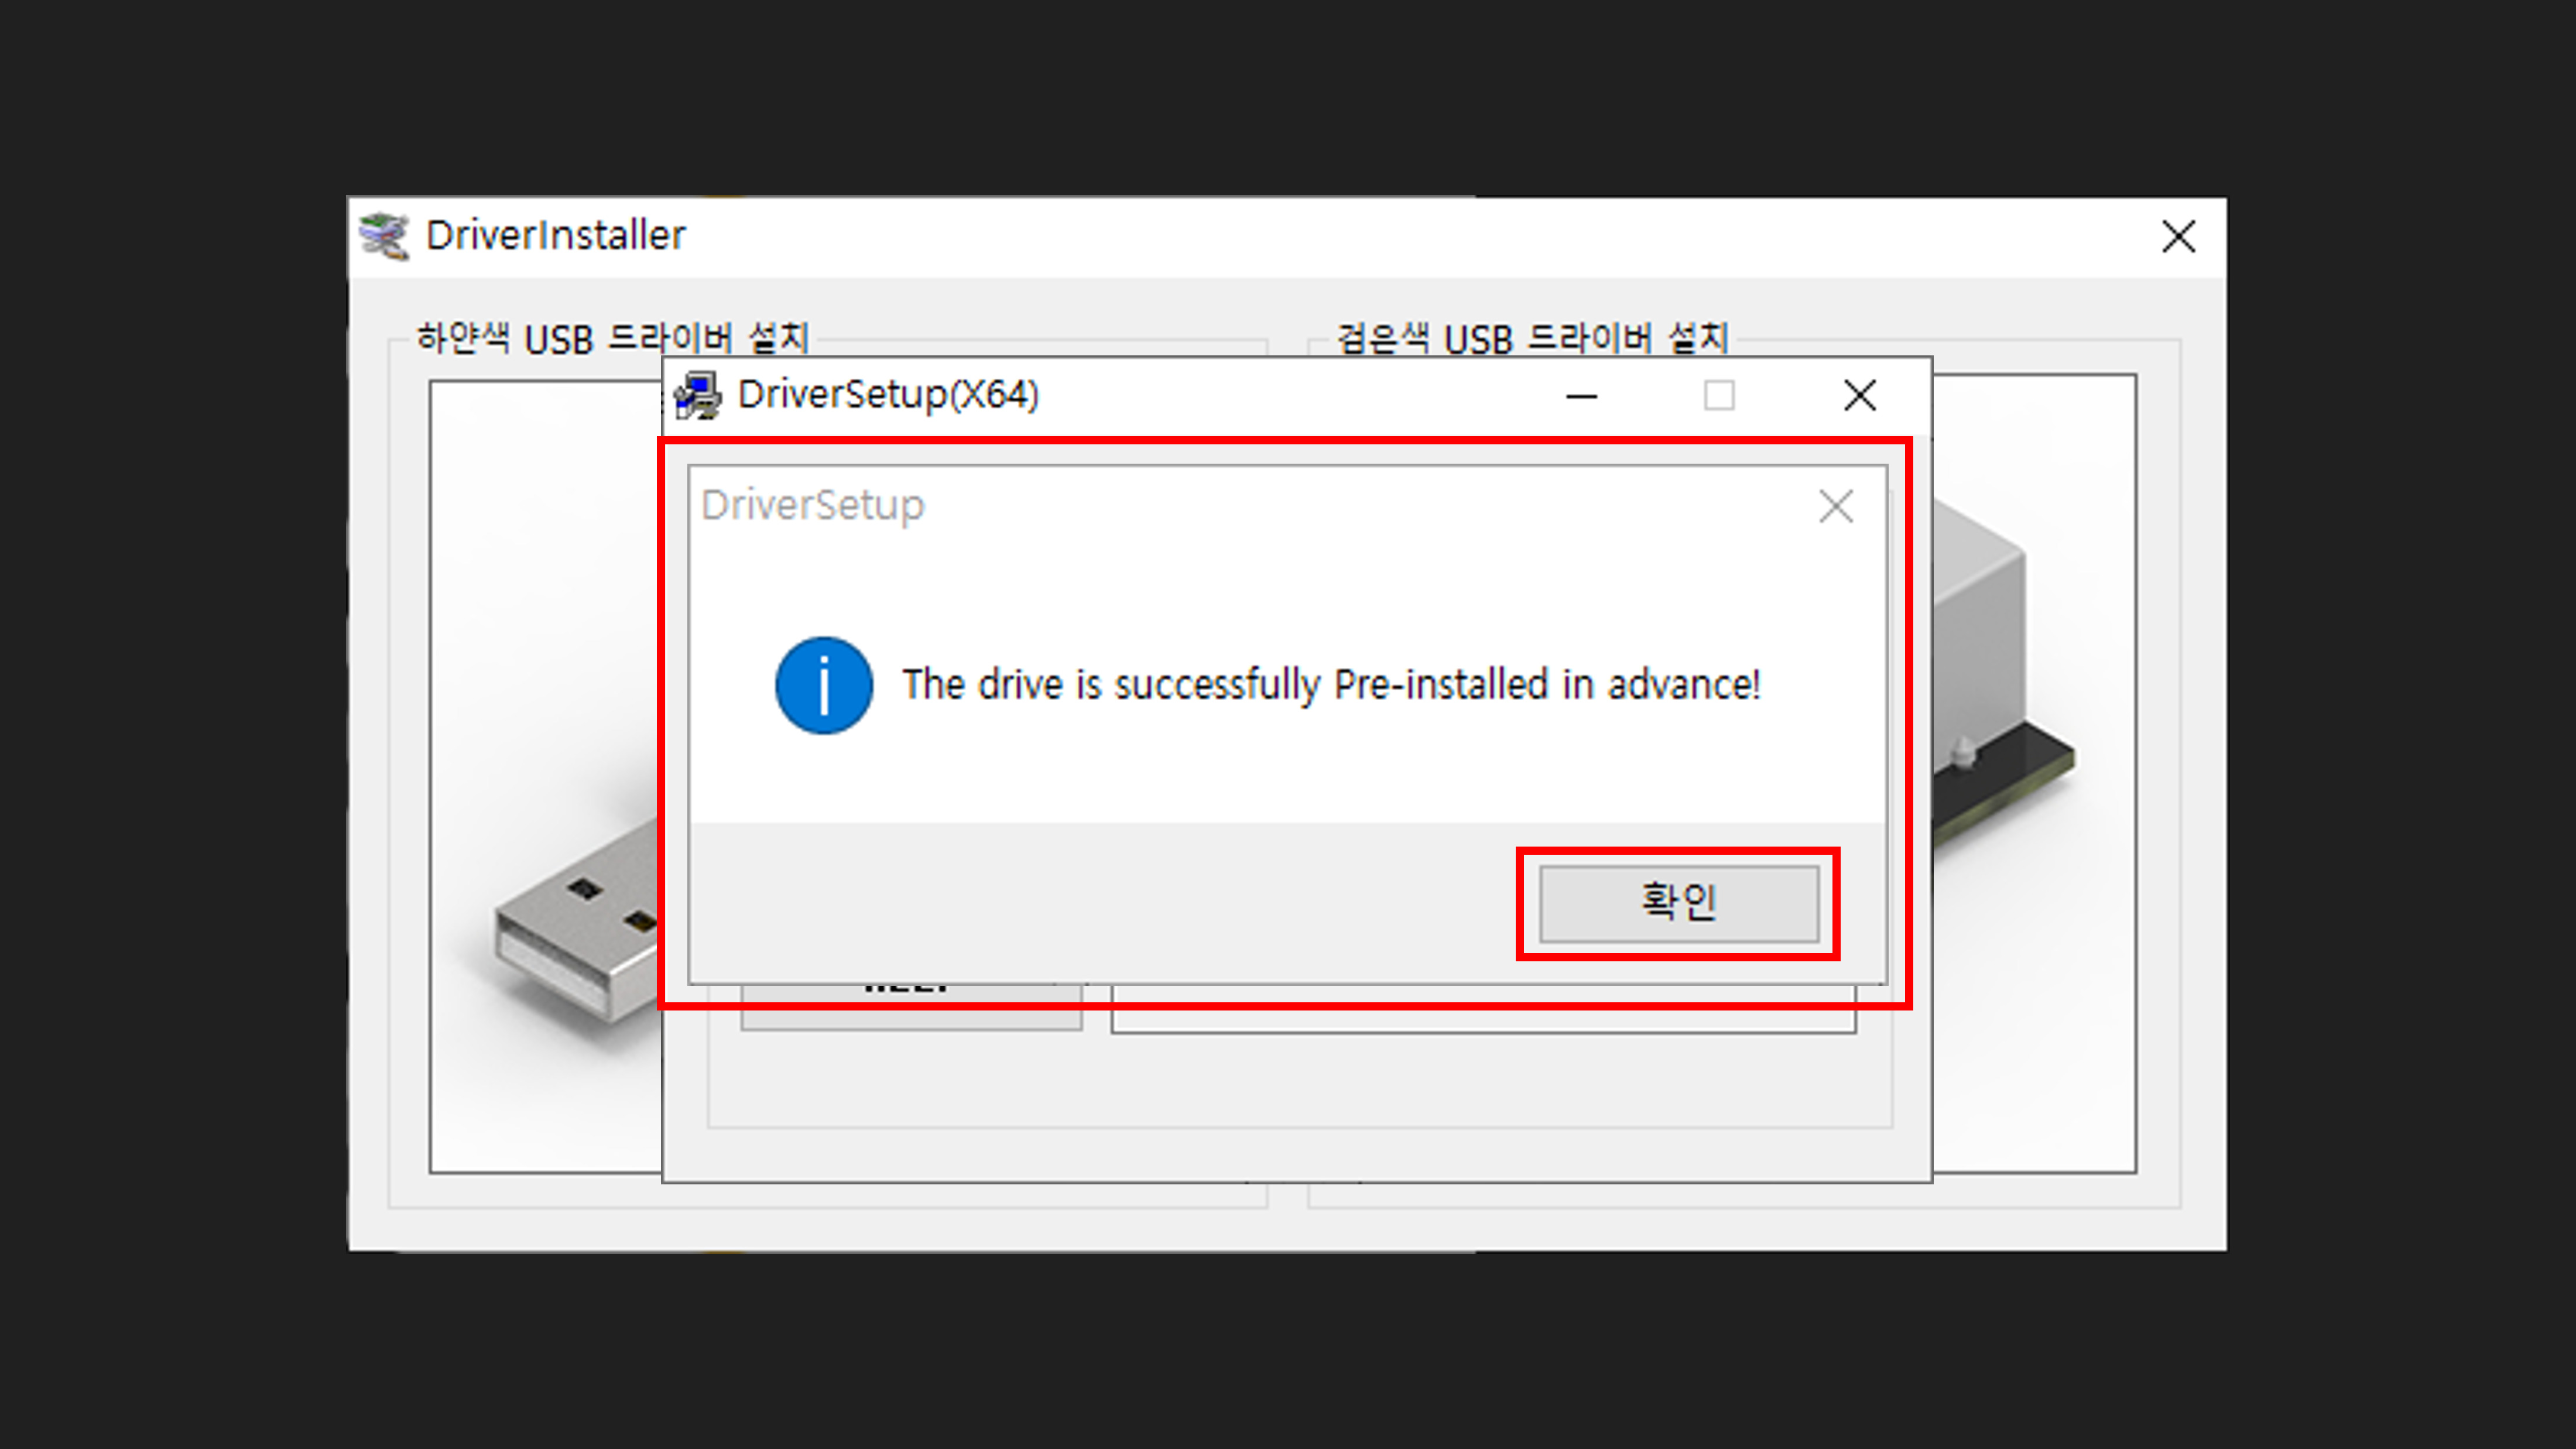 DriverInstaller
하얀색 USB 드라이버 설치
검은색 USB 드라이버 설치
DriverSetup(X64)
DriverSetup
The drive is successfully Pre-installed in advance!
확인